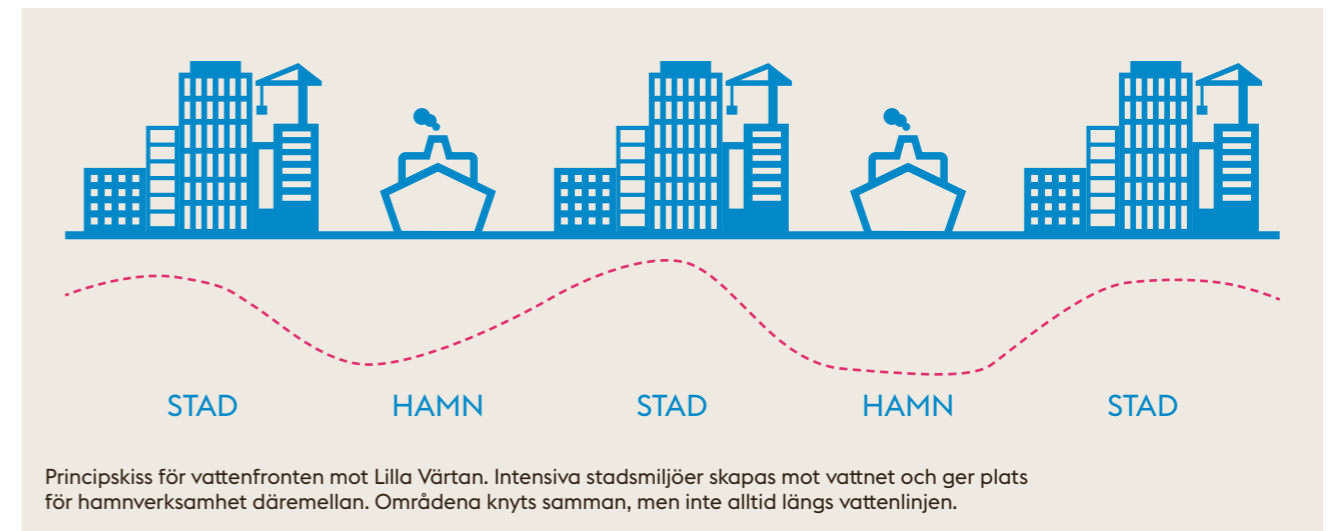 STAD HAMN STAD HAMN STAD
Principskiss för vattenfronten mot Lilla Värtan. Intensiva stadsmiljöer skapas mot vattnet och ger plats
för hamnverksamhet däremellan. Områdena knyts samman, men inte alltid längs vattenlinjen.